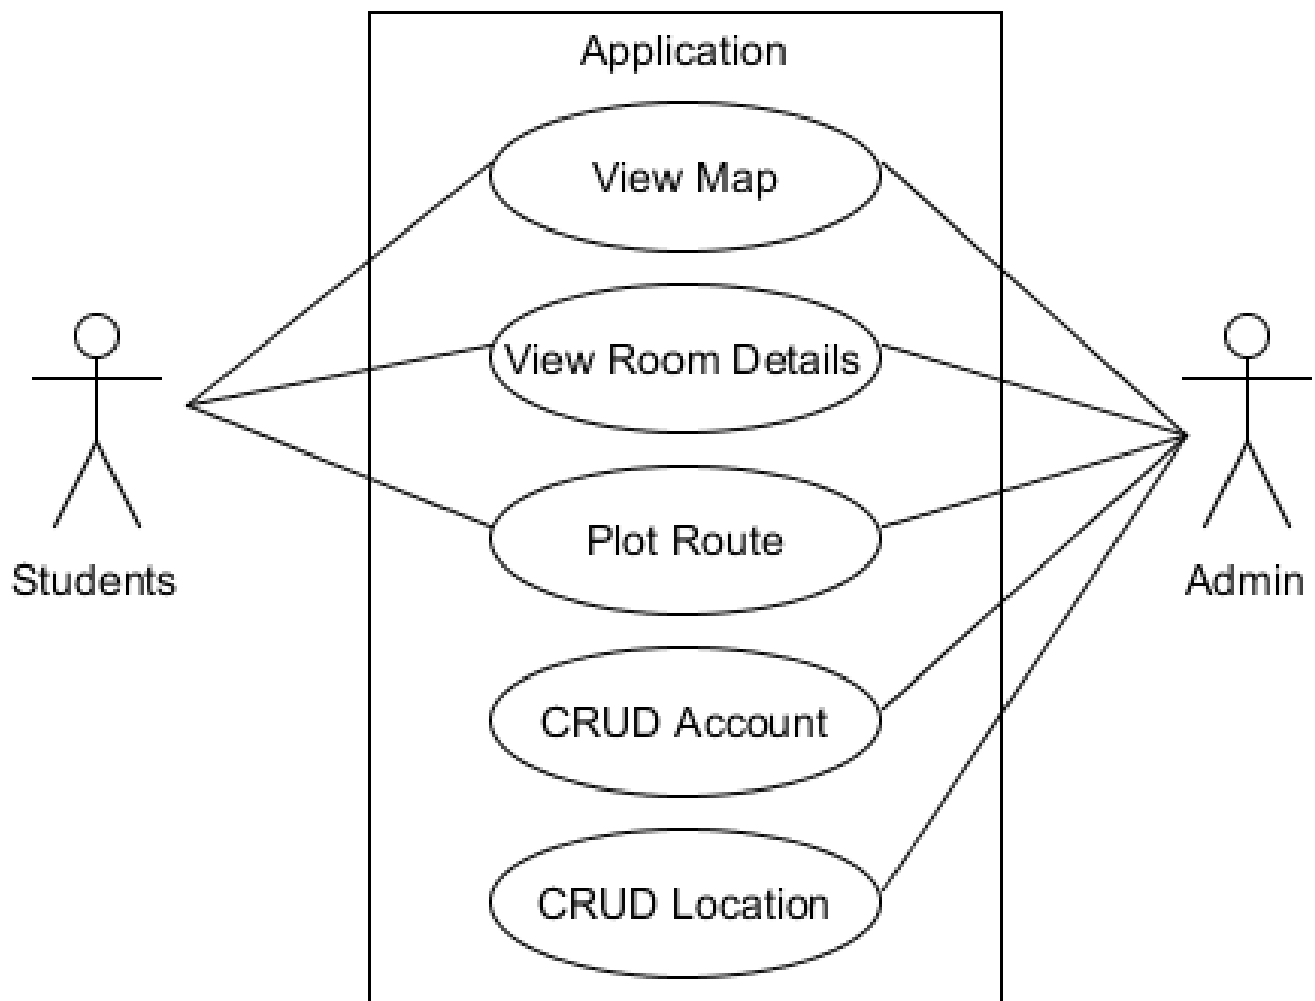 Application
View Map
View Room Details
Plot Route
Students
Admin
CRUD Account
CRUD Location